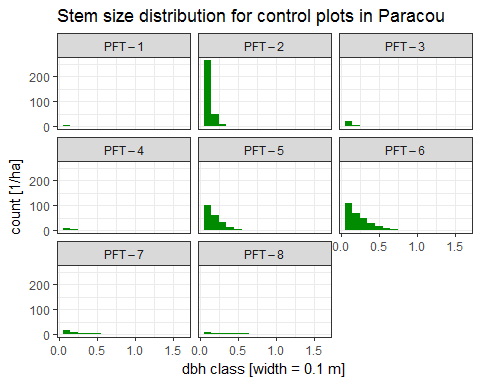 Stem size distribution for control plots in Paracou
PFT – 1 PFT – 2 PFT – 3
200
100
0
PFT – 4 PFT – 5 PFT – 6
200
100
0
0.0 0.5 1.0 1.5
PFT – 7 PFT – 8
200
100
0
0.0 0.5 1.0 1.5 0.0 0.5 1.0 1.5
count [1/ha]
dbh class [width = 0.1 m]